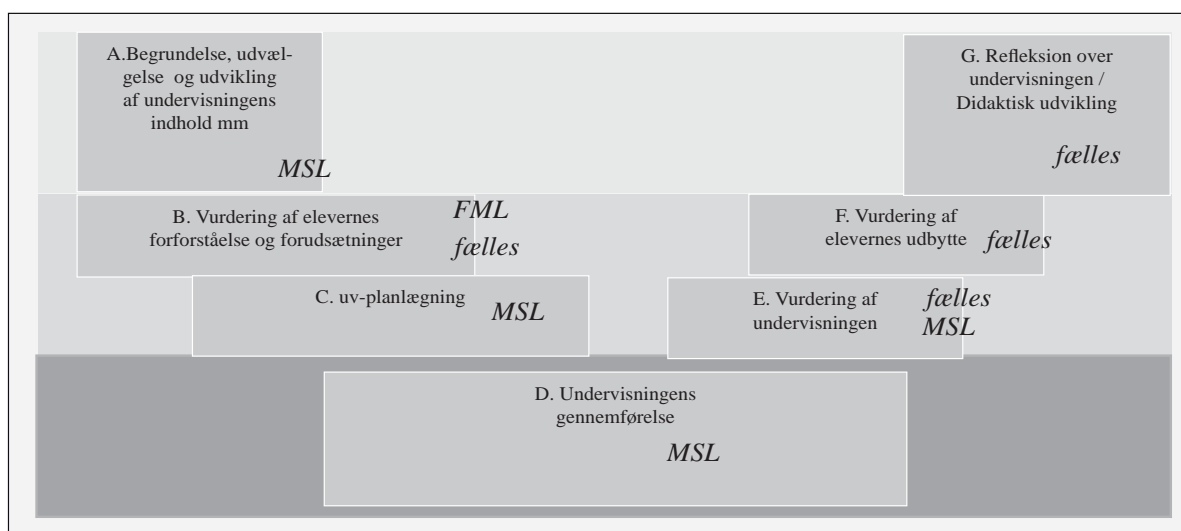 A.Begrundelse, udvæl-
gelse og udvikling
af undervisningens
indhold mm
MSL
G. Refleksion over
undervisningen /
Didaktisk udvikling
fælles
B. Vurdering af elevernes
forforståelse og forudsætninger
FML
fælles
F. Vurdering af
elevernes udbytte
fælles
C. uv-planlægning
MSL
E. Vurdering af
undervisningen
fælles
MSL
D. Undervisningens
gennemførelse
MSL